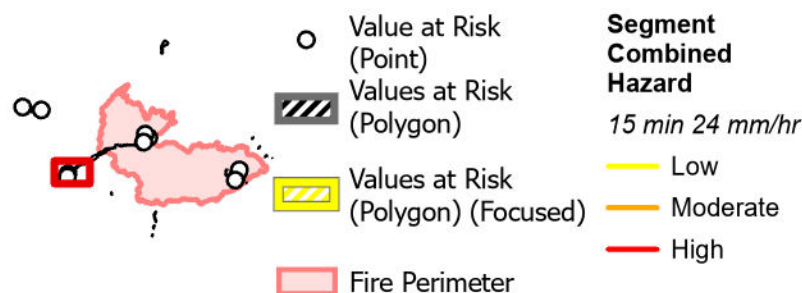 Value at Risk
(Point)
Values at Risk
(Polygon)
Values at Risk
(Polygon) (Focused)
Fire Perimeter
Segment
Combined
Hazard
15 min 24 mm/hr
Low
Moderate
High